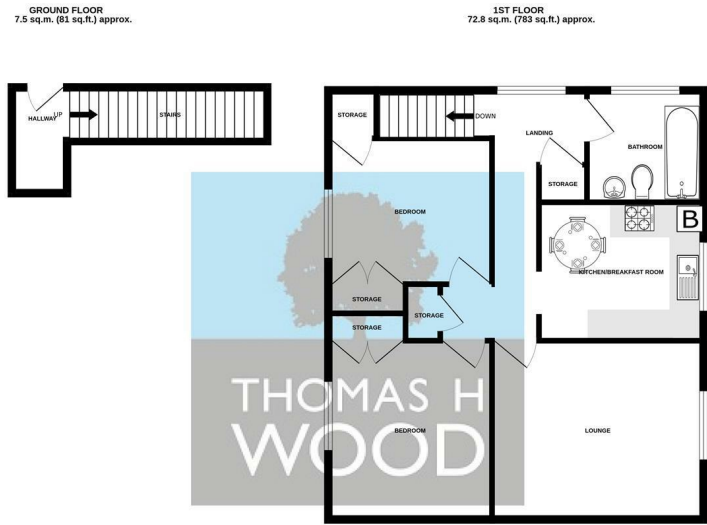 GROUND FLOOR
7.5 sq.m. (81 sq.ft.) approx.
1ST FLOOR
72.8 sq.m. (783 sq.ft.) approx.
HALLWAY
UP
STAIRS
STORAGE
DOWN
LANDING
BATHROOM
STORAGE
BEDROOM
B
KITCHEN/BREAKFAST ROOM
STORAGE
STORAGE
STORAGE
THOMAS H
WOOD
BEDROOM
LOUNGE